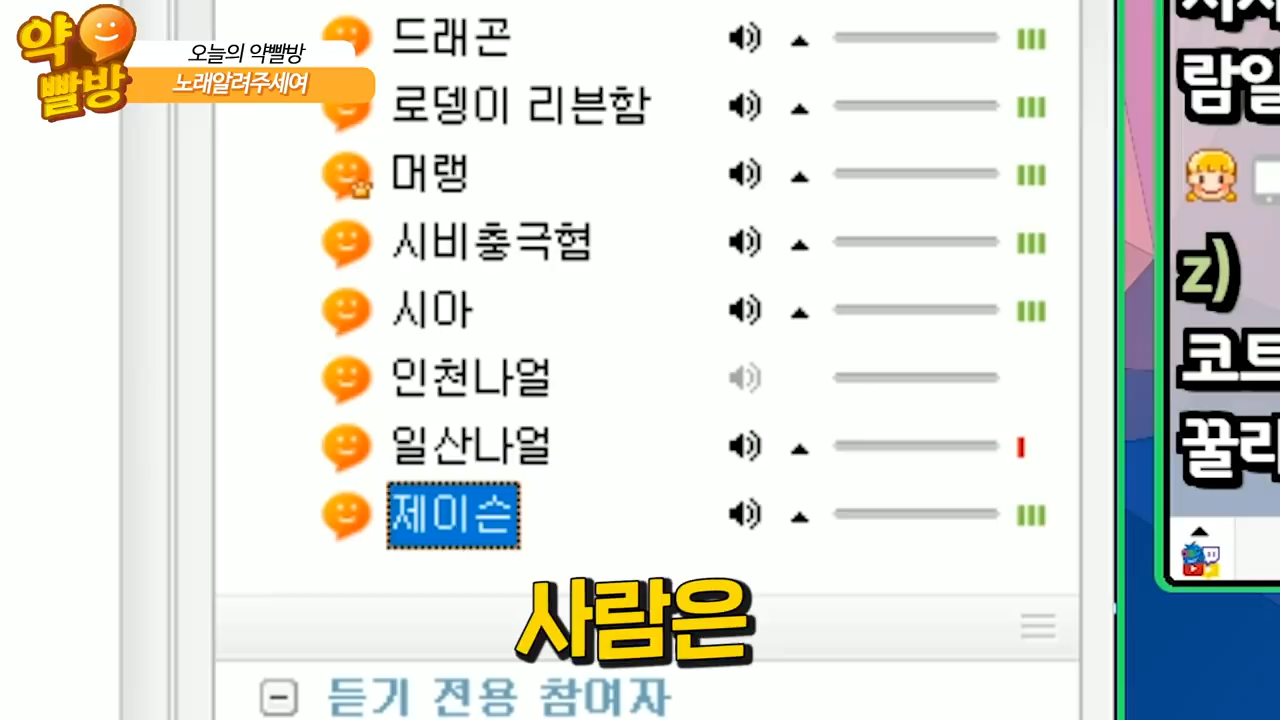 약빨방
오늘의 약빨방
노래알려주세여
드래곤
로뎅이 리븐함
머랭
시비충극혐
시아
인천나얼
일산나얼
제이슨
사람은
듣기 전용 참여자
람일
z)
코트